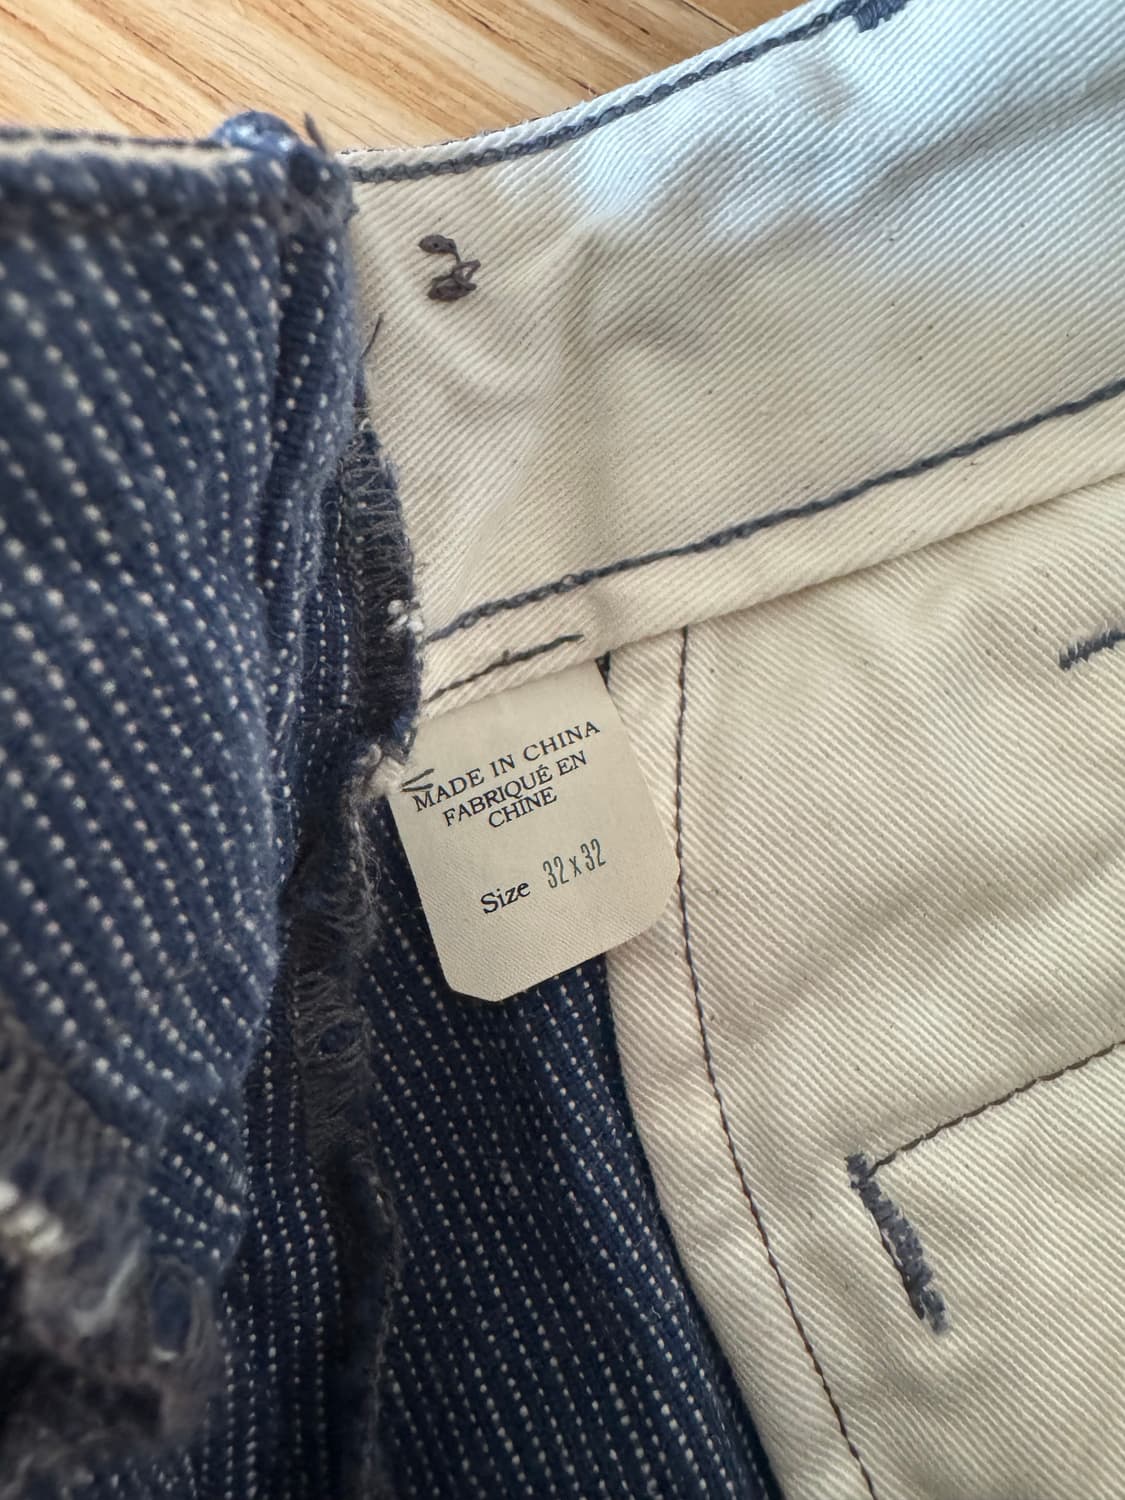 MADE IN CHINA
FABRIQUÉ EN
CHINE
Size 32 x 32